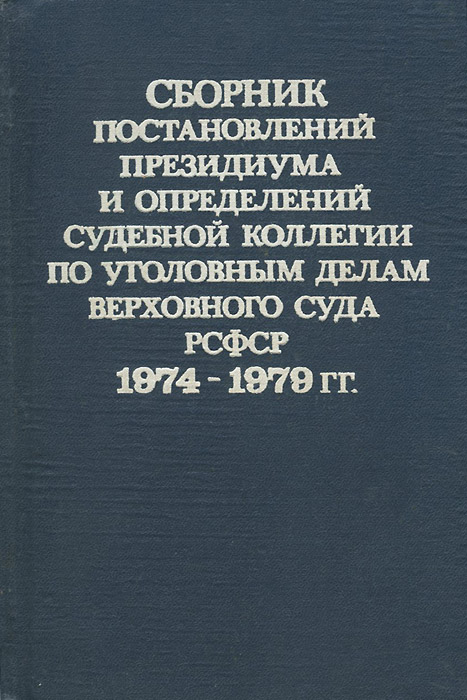 СБОРНИК
ПОСТАНОВЛЕНИЙ
ПРЕЗИДИУМА
И ОПРЕДЕЛЕНИЙ
СУДЕБНОЙ КОЛЛЕГИИ
ПО УГОЛОВНЫМ ДЕЛАМ
ВЕРХОВНОГО СУДА
РСФСР
1974 - 1979 ГГ.